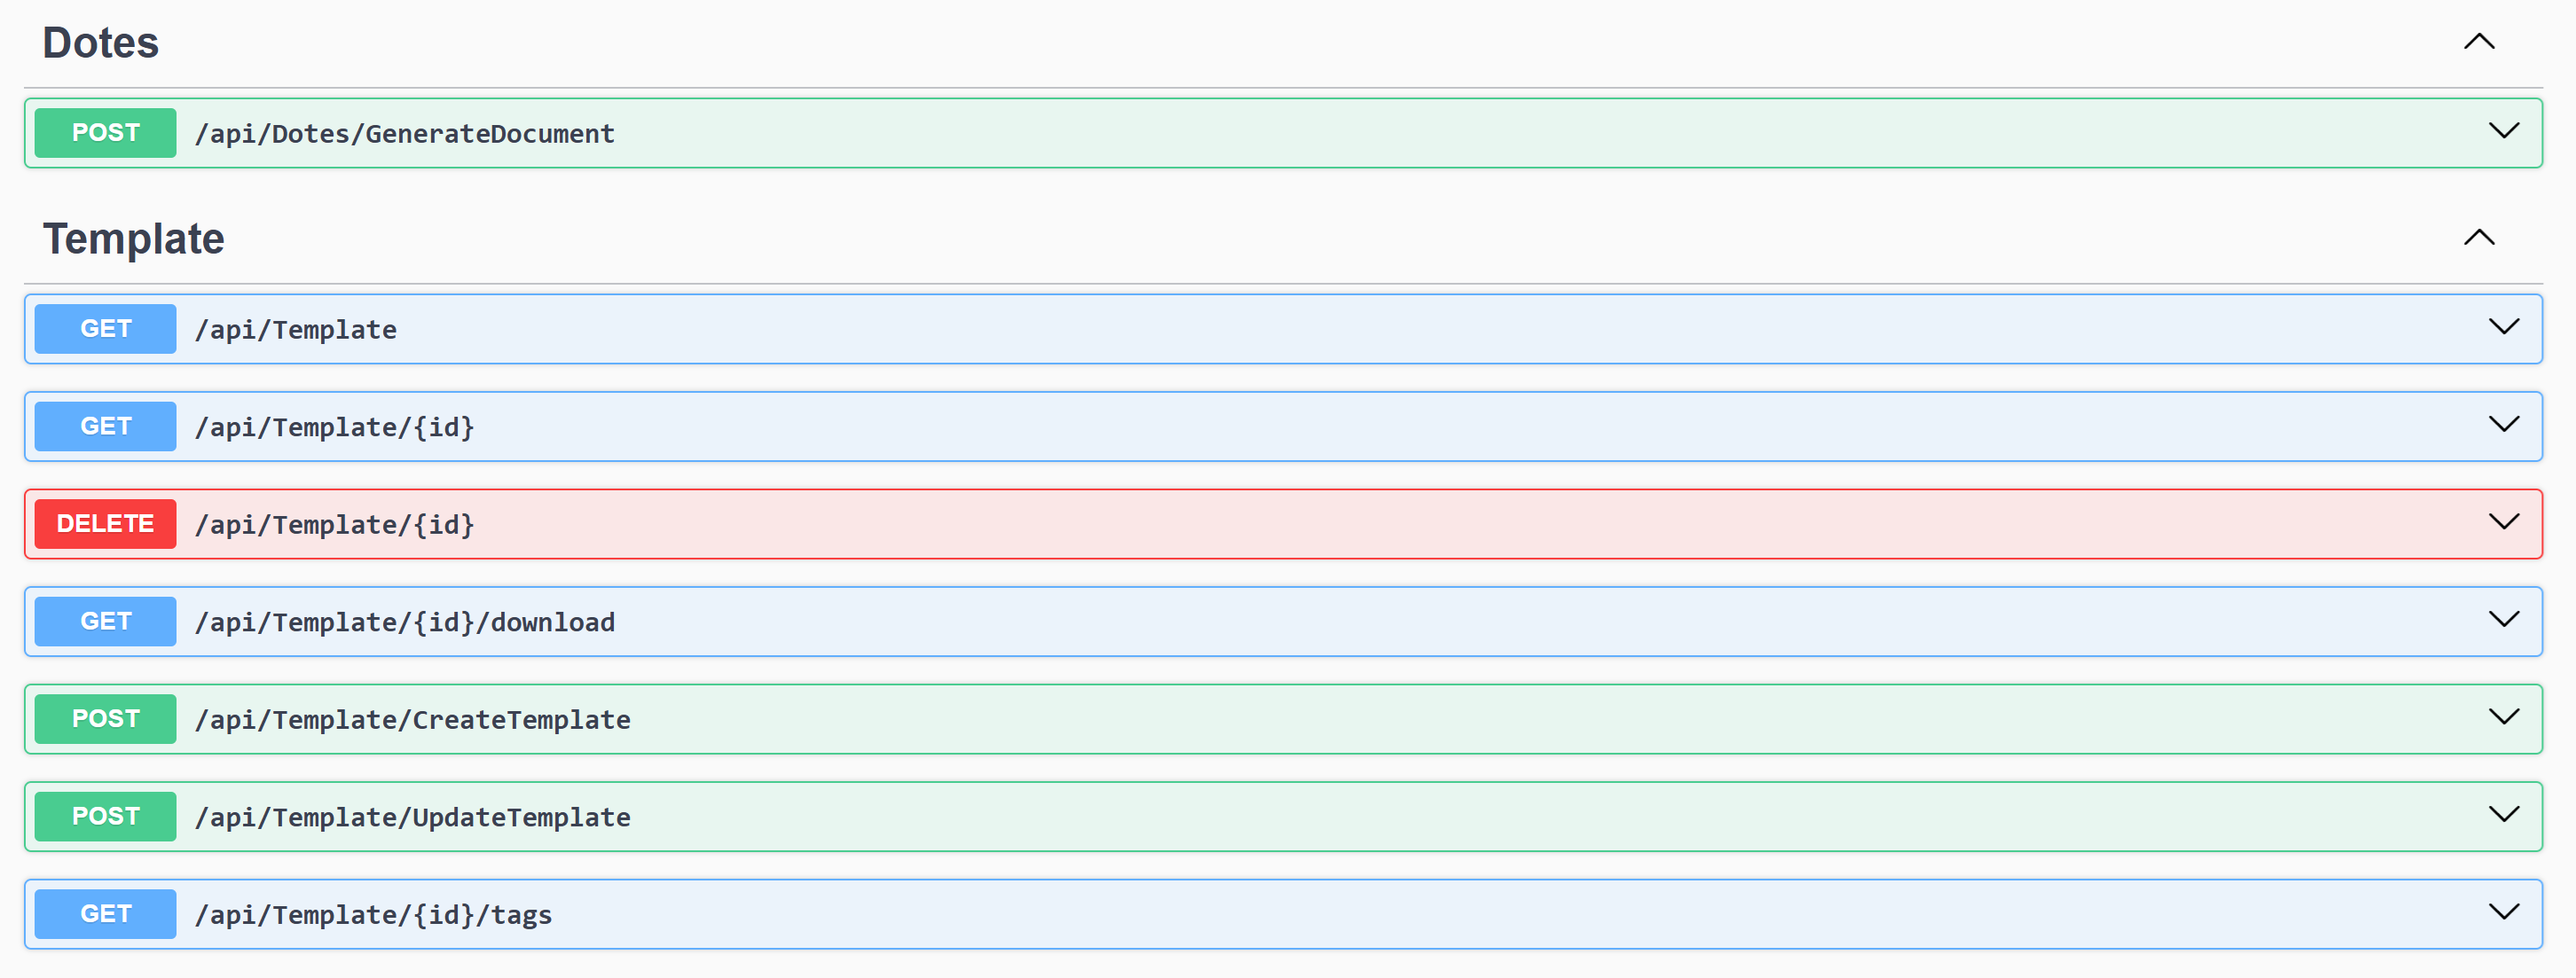 Dotes
POST /api/Dotes/GenerateDocument
Template
GET /api/Template
GET /api/Template/{id}
DELETE /api/Template/{id}
GET /api/Template/{id}/download
POST /api/Template/CreateTemplate
POST /api/Template/UpdateTemplate
GET /api/Template/{id}/tags